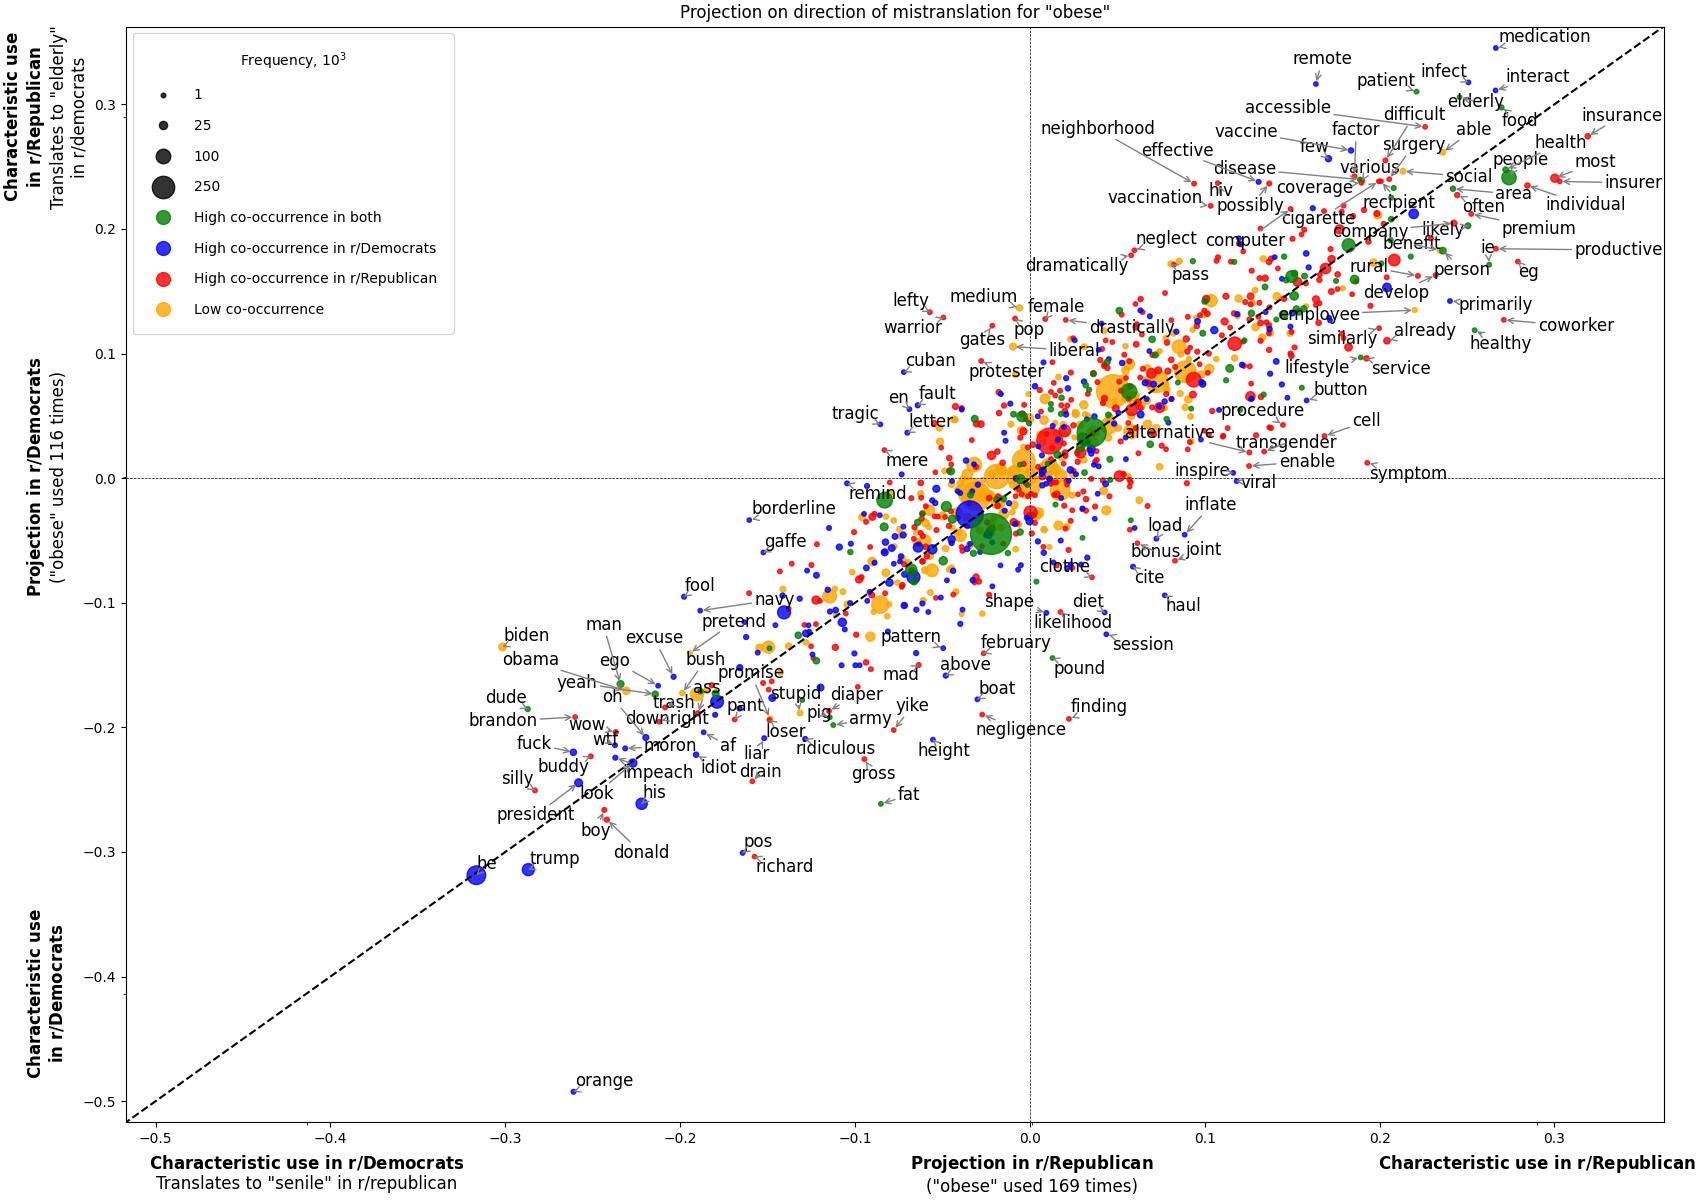 Projection on direction of mistranslation for "obese"
Characteristic use
in r/Republican
Translates to "elderly"
in r/democrats
Projection in r/Democrats
("obese" used 116 times)
Characteristic use
in r/Democrats
Frequency, 10³
1
25
100
250
High co-occurrence in both
High co-occurrence in r/Democrats
High co-occurrence in r/Republican
Low co-occurrence
0.3
0.2
0.1
0.0
−0.1
−0.2
−0.3
−0.4
−0.5
medication
remote
infect
interact
patient
elderly
accessible
difficult
food
insurance
neighborhood
vaccine
factor
able
few
surgery
health
effective
people
most
disease
various
social
insurer
hiv
coverage
area
vaccination
possibly
recipient
often
individual
cigarette
premium
neglect
computer
company
likely
benefit
ie
productive
dramatically
pass
rural
person
eg
develop
lefty
medium
female
primarily
warrior
pop
drastically
employee
coworker
gates
liberal
similarly
already
healthy
cuban
protester
lifestyle
service
en
fault
button
tragic
letter
procedure
cell
alternative
transgender
mere
enable
inspire
symptom
remind
viral
borderline
inflate
load
gaffe
bonus
joint
clothe
cite
fool
navy
shape
diet
haul
likelihood
man
pretend
biden
excuse
pattern
february
session
obama
ego
bush
above
pound
yeah
promise
mad
dude
oh
ass
stupid
diaper
boat
trash
brandon
downright
pant
pig
army
yike
finding
wow
loser
negligence
fuck
wtf
moron
af
liar
ridiculous
height
buddy
impeach
idiot
drain
gross
silly
look
his
fat
president
boy
donald
pos
he
trump
richard
orange
−0.5
−0.4
−0.3
−0.2
−0.1
0.0
0.1
0.2
0.3
Characteristic use in r/Democrats
Projection in r/Republican
Characteristic use in r/Republican
Translates to "senile" in r/republican
("obese" used 169 times)